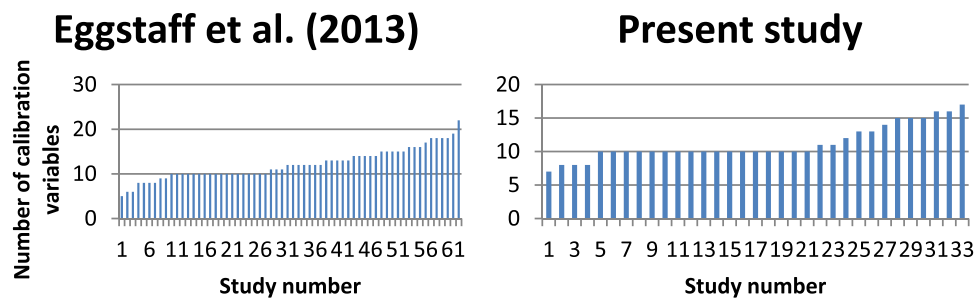 Eggstaff et al. (2013)
Number of calibration
variables
30
20
10
0
1 6 11 16 21 26 31 36 41 46 51 56 61
Study number
Present study
20
15
10
5
0
1 3 5 7 9 11 13 15 17 19 21 23 25 27 29 31 33
Study number